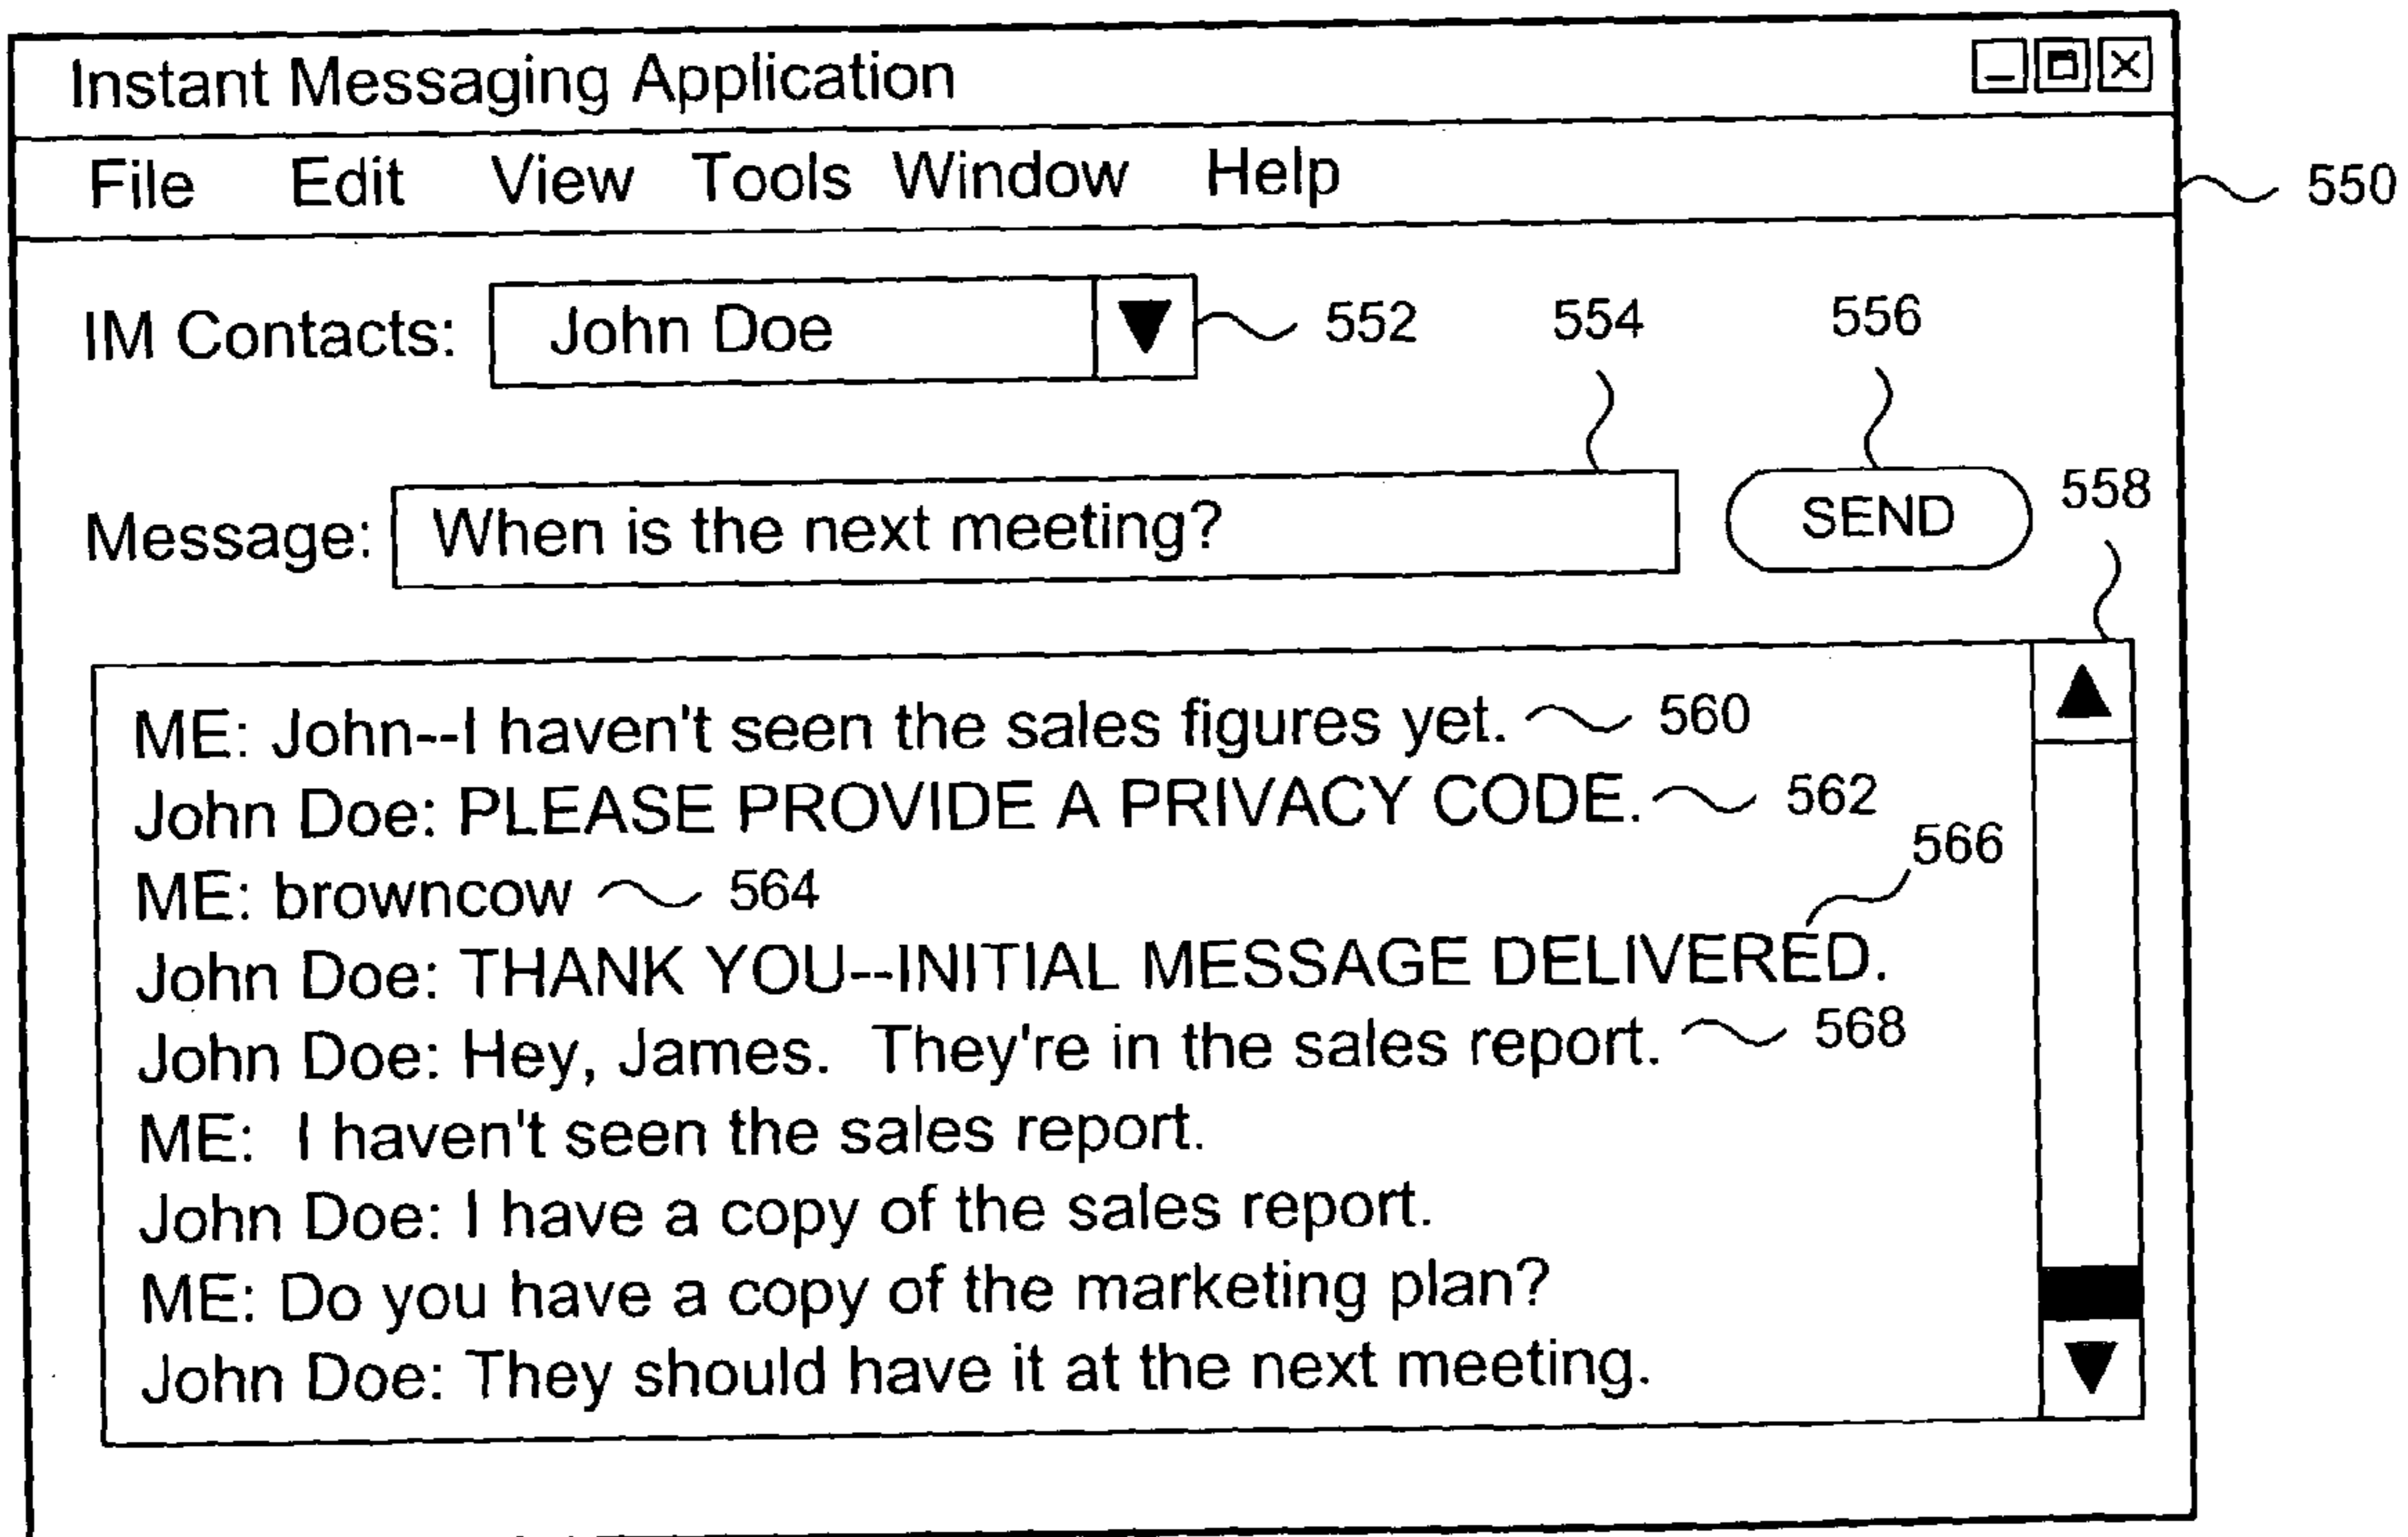 Instant Messaging Application
File Edit View Tools Window Help
550
IM Contacts: John Doe 552 554 556
Message: When is the next meeting? SEND 558
ME: John--I haven't seen the sales figures yet. 560
John Doe: PLEASE PROVIDE A PRIVACY CODE. 562
566
ME: browncow 564
John Doe: THANK YOU--INITIAL MESSAGE DELIVERED.
John Doe: Hey, James. They're in the sales report. 568
ME: I haven't seen the sales report.
John Doe: I have a copy of the sales report.
ME: Do you have a copy of the marketing plan?
John Doe: They should have it at the next meeting.